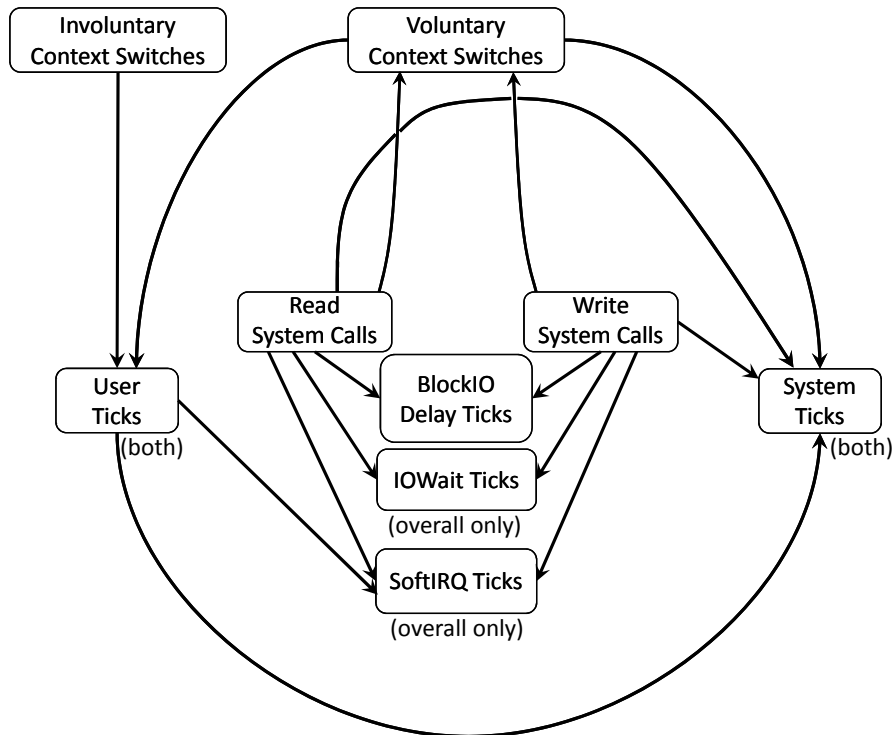 Involuntary
Context Switches
Voluntary
Context Switches
Read
System Calls
Write
System Calls
User
Ticks
(both)
BlockIO
Delay Ticks
System
Ticks
(both)
IOWait Ticks
(overall only)
SoftIRQ Ticks
(overall only)